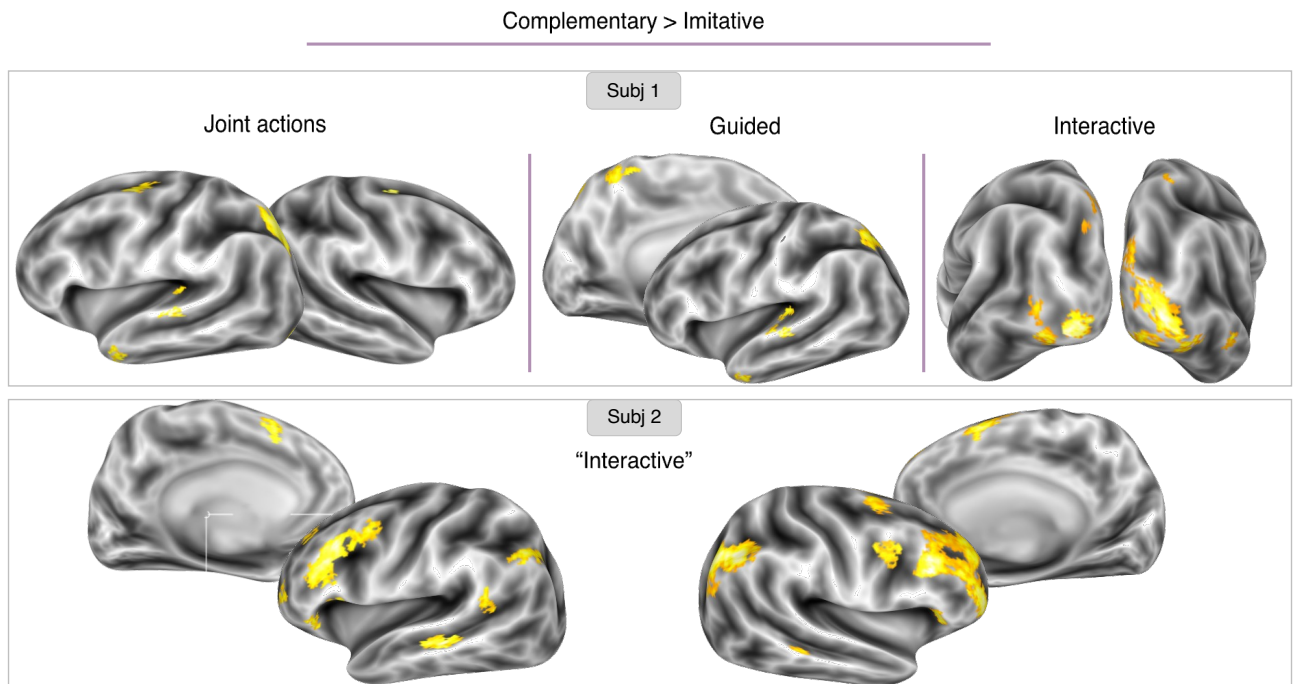 Complementary > Imitative
Subj 1
Joint actions
Guided
Interactive
Subj 2
“Interactive”